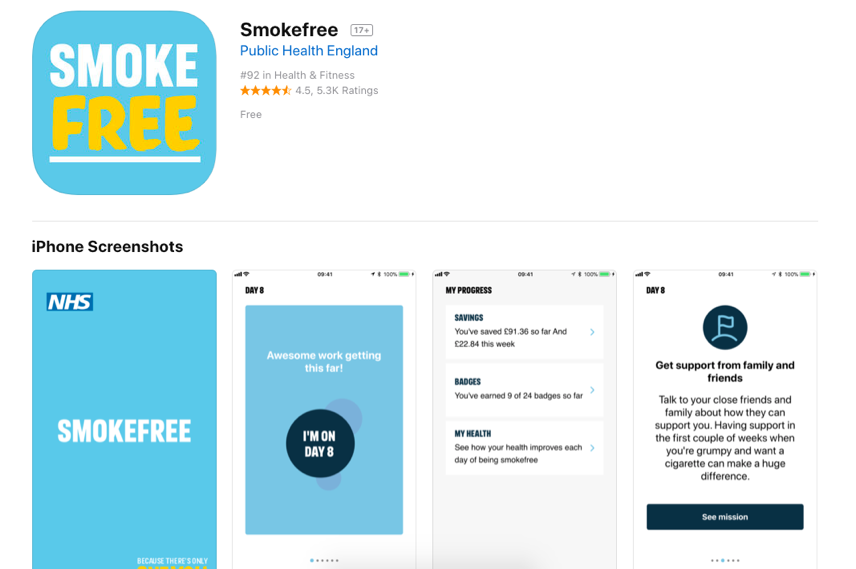 SMOKE
FREE
Smokefree 17+
Public Health England
#92 in Health & Fitness
4.5, 5.3K Ratings
Free
iPhone Screenshots
NHS
SMOKEFREE
BECAUSE THERE'S ONLY
09:41 100%
DAY 8
Awesome work getting
this far!
I'M ON
DAY 8
09:41 100%
MY PROGRESS
SAVINGS
You've saved £91.36 so far And
£22.84 this week
BADGES
You've earned 9 of 24 badges so far
MY HEALTH
See how your health improves each
day of being smokefree
09:41 100%
DAY 8
Get support from family and
friends
Talk to your close friends and
family about how they can
support you. Having support in
the first couple of weeks when
you're grumpy and want a
cigarette can make a huge
difference.
See mission